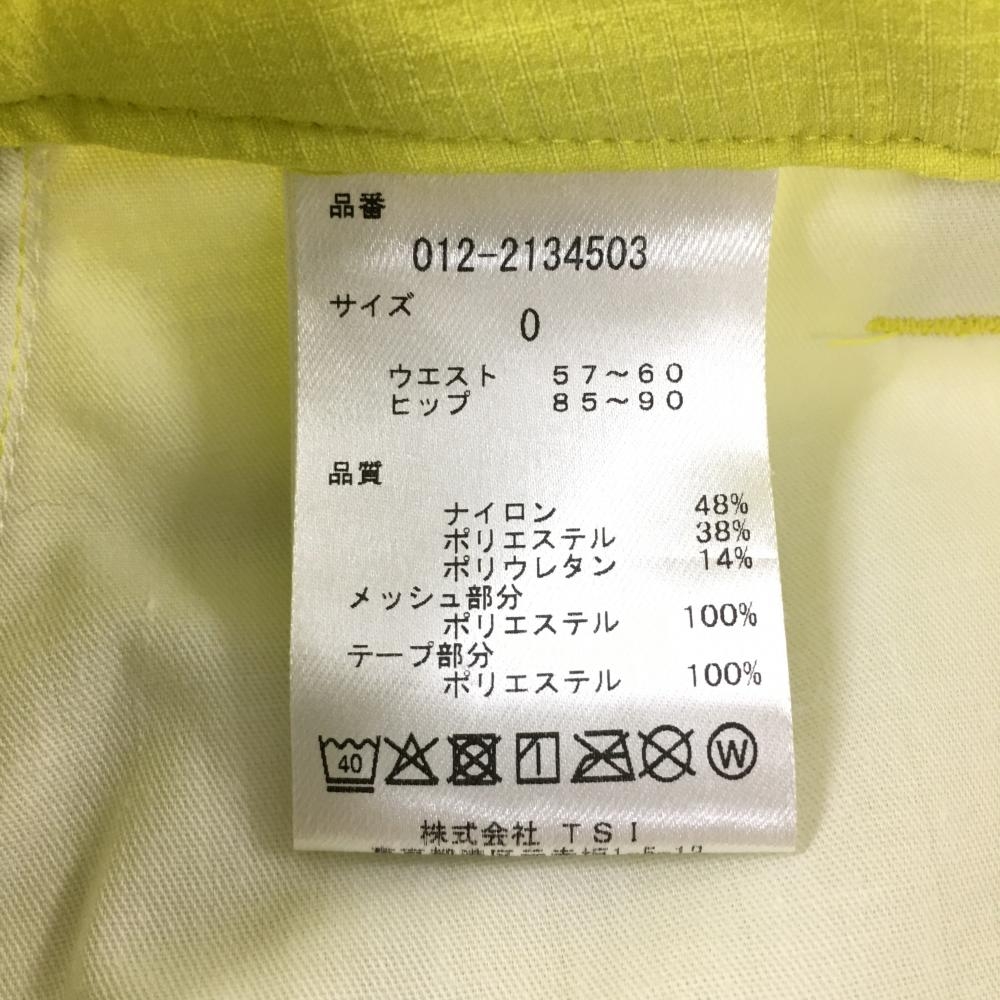 品番
012-2134503
サイズ
0
ウエスト 57～60
ヒップ 85～90
品質
ナイロン 48%
ポリエステル 38%
ポリウレタン 14%
メッシュ部分
ポリエステル 100%
テープ部分
ポリエステル 100%
40 W
株式会社 TSI